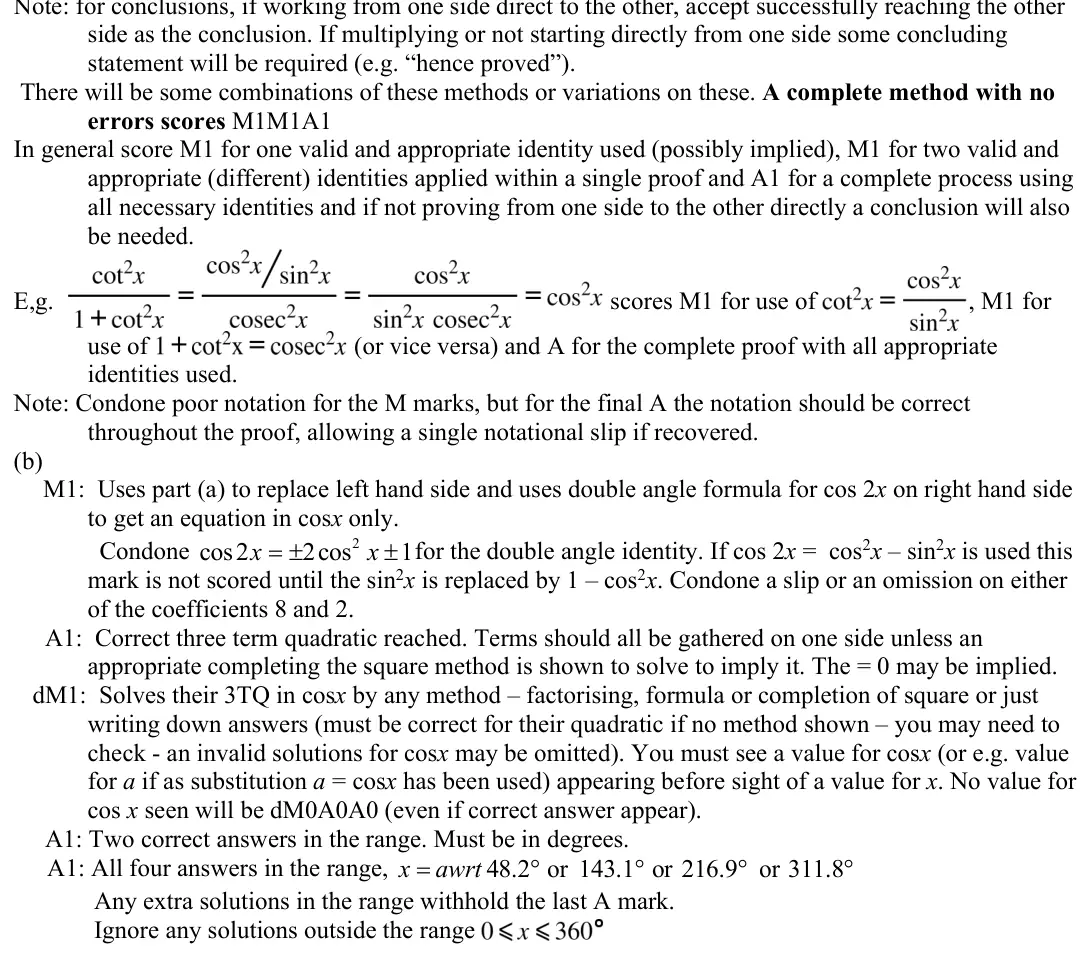 Note: for conclusions, if working from one side direct to the other, accept successfully reaching the other
side as the conclusion. If multiplying or not starting directly from one side some concluding
statement will be required (e.g. “hence proved”).
There will be some combinations of these methods or variations on these. A complete method with no
errors scores M1M1A1
In general score M1 for one valid and appropriate identity used (possibly implied), M1 for two valid and
appropriate (different) identities applied within a single proof and A1 for a complete process using
all necessary identities and if not proving from one side to the other directly a conclusion will also
be needed.
E,g. cot²x / 1 + cot²x = cos²x/sin²x / cosec²x = cos²x / sin²x cosec²x = cos²x scores M1 for use of cot²x = cos²x / sin²x , M1 for
use of 1 + cot²x = cosec²x (or vice versa) and A for the complete proof with all appropriate
identities used.
Note: Condone poor notation for the M marks, but for the final A the notation should be correct
throughout the proof, allowing a single notational slip if recovered.
(b)
M1: Uses part (a) to replace left hand side and uses double angle formula for cos 2x on right hand side
to get an equation in cosx only.
Condone cos 2x = ±2 cos² x ± 1 for the double angle identity. If cos 2x = cos²x – sin²x is used this
mark is not scored until the sin²x is replaced by 1 – cos²x. Condone a slip or an omission on either
of the coefficients 8 and 2.
A1: Correct three term quadratic reached. Terms should all be gathered on one side unless an
appropriate completing the square method is shown to solve to imply it. The = 0 may be implied.
dM1: Solves their 3TQ in cosx by any method – factorising, formula or completion of square or just
writing down answers (must be correct for their quadratic if no method shown – you may need to
check - an invalid solutions for cosx may be omitted). You must see a value for cosx (or e.g. value
for a if as substitution a = cosx has been used) appearing before sight of a value for x. No value for
cos x seen will be dM0A0A0 (even if correct answer appear).
A1: Two correct answers in the range. Must be in degrees.
A1: All four answers in the range, x = awrt 48.2° or 143.1° or 216.9° or 311.8°
Any extra solutions in the range withhold the last A mark.
Ignore any solutions outside the range 0 ⩽ x ⩽ 360°